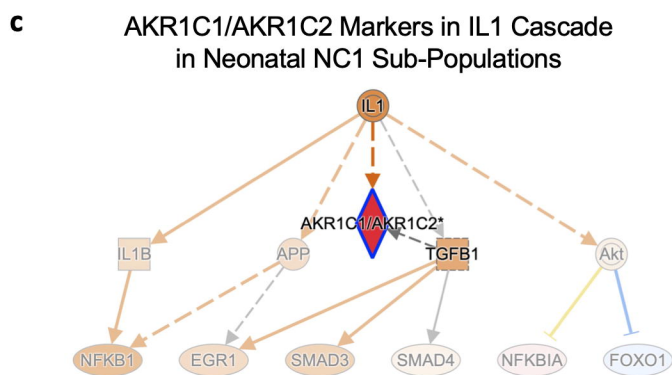 c
AKR1C1/AKR1C2 Markers in IL1 Cascade
in Neonatal NC1 Sub-Populations
IL1
AKR1C1/AKR1C2*
IL1B
APP
TGFB1
Akt
NFKB1
EGR1
SMAD3
SMAD4
NFKBIA
FOXO1